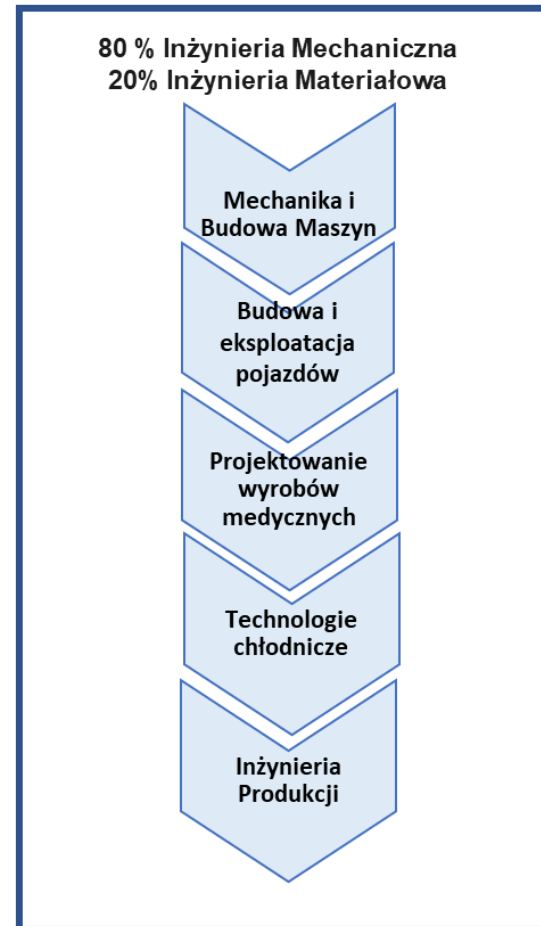 80 % Inżynieria Mechaniczna
20% Inżynieria Materiałowa
Mechanika i
Budowa Maszyn
Budowa i
eksploatacja
pojazdów
Projektowanie
wyrobów
medycznych
Technologie
chłodnicze
Inżynieria
Produkcji